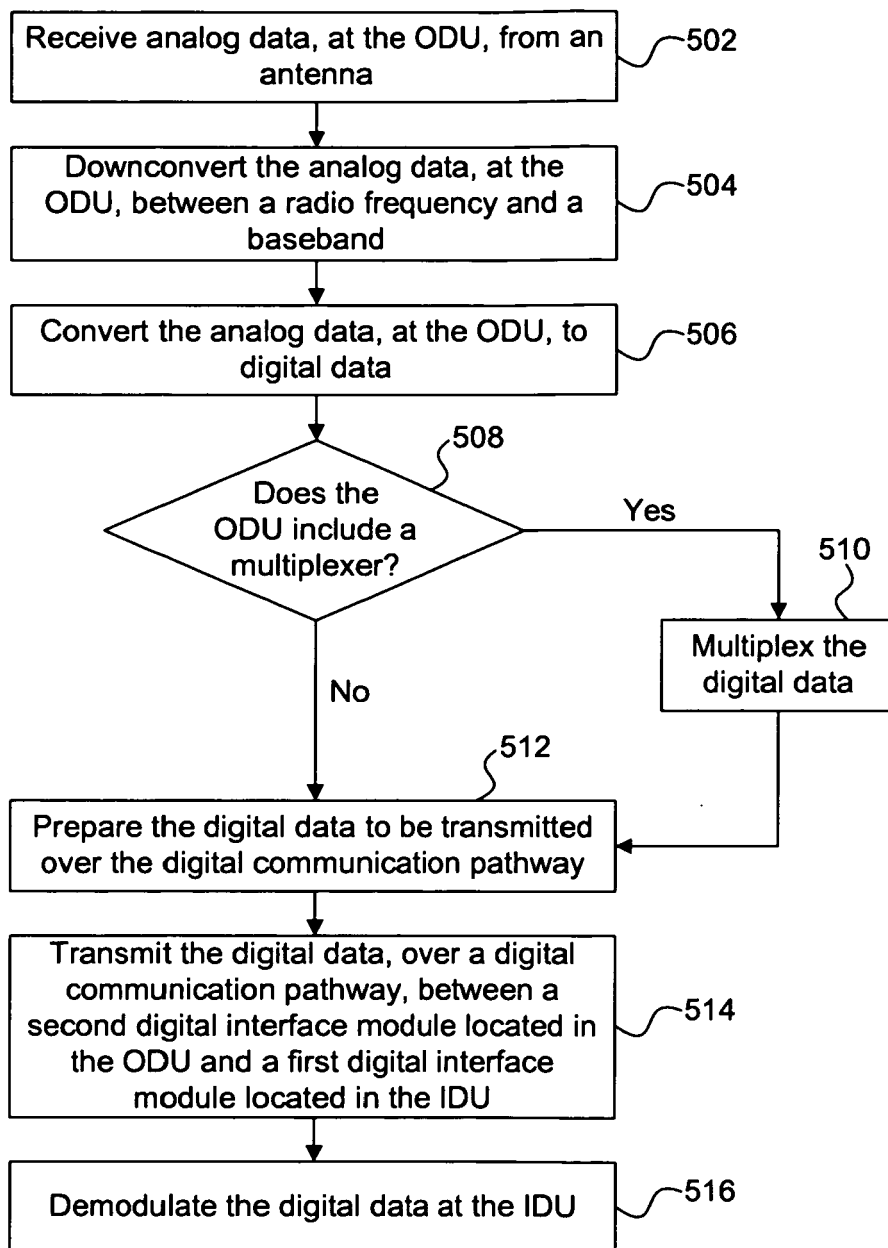 Receive analog data, at the ODU, from an
antenna
502
Downconvert the analog data, at the
ODU, between a radio frequency and a
baseband
504
Convert the analog data, at the ODU, to
digital data
506
508
Does the
ODU include a
multiplexer?
Yes
510
Multiplex the
digital data
No
512
Prepare the digital data to be transmitted
over the digital communication pathway
Transmit the digital data, over a digital
communication pathway, between a
second digital interface module located in
the ODU and a first digital interface
module located in the IDU
514
Demodulate the digital data at the IDU
516